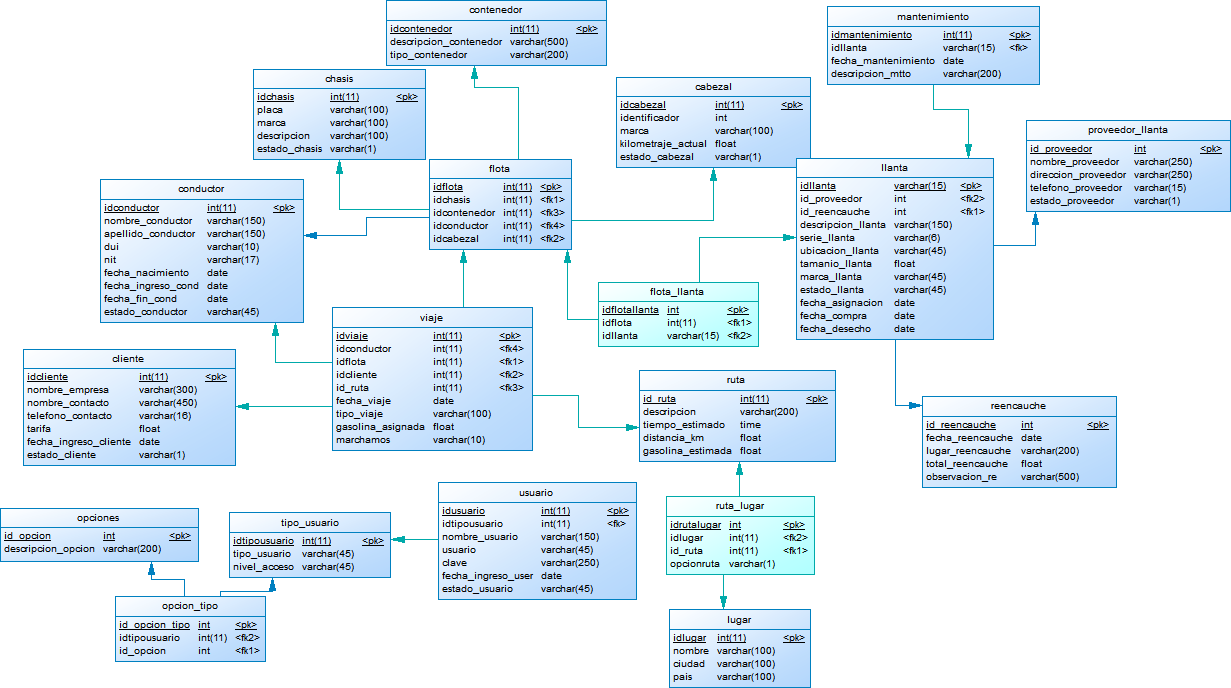 contenedor
idcontenedor int(11) <pk>
descripcion_contenedor varchar(500)
tipo_contenedor varchar(200)
mantenimiento
idmantenimiento int(11) <pk>
idllanta varchar(15) <fk>
fecha_mantenimiento date
descripcion_mtto varchar(200)
chasis
idchasis int(11) <pk>
placa varchar(100)
marca varchar(100)
descripcion varchar(100)
estado_chasis varchar(1)
cabezal
idcabezal int(11) <pk>
identificador int
marca varchar(100)
kilometraje_actual float
estado_cabezal varchar(1)
proveedor_llanta
id_proveedor int <pk>
nombre_proveedor varchar(250)
direccion_proveedor varchar(250)
telefono_proveedor varchar(15)
estado_proveedor varchar(1)
flota
idflota int(11) <pk>
idchasis int(11) <fk1>
idcontenedor int(11) <fk3>
idconductor int(11) <fk4>
idcabezal int(11) <fk2>
llanta
idllanta varchar(15) <pk>
id_proveedor int <fk2>
id_reencauche int <fk1>
descripcion_llanta varchar(150)
serie_llanta varchar(6)
ubicacion_llanta varchar(45)
tamanio_llanta float
marca_llanta varchar(45)
estado_llanta varchar(45)
fecha_asignacion date
fecha_compra date
fecha_desecho date
conductor
idconductor int(11) <pk>
nombre_conductor varchar(150)
apellido_conductor varchar(150)
dui varchar(10)
nit varchar(17)
fecha_nacimiento date
fecha_ingreso_cond date
fecha_fin_cond date
estado_conductor varchar(45)
flota_llanta
idflotallanta int <pk>
idflota int(11) <fk1>
idllanta varchar(15) <fk2>
viaje
idviaje int(11) <pk>
idconductor int(11) <fk4>
idflota int(11) <fk1>
idcliente int(11) <fk2>
id_ruta int(11) <fk3>
fecha_viaje date
tipo_viaje varchar(100)
gasolina_asignada float
marchamos varchar(10)
cliente
idcliente int(11) <pk>
nombre_empresa varchar(300)
nombre_contacto varchar(450)
telefono_contacto varchar(16)
tarifa float
fecha_ingreso_cliente date
estado_cliente varchar(1)
ruta
id_ruta int(11) <pk>
descripcion varchar(200)
tiempo_estimado time
distancia_km float
gasolina_estimada float
reencauche
id_reencauche int <pk>
fecha_reencauche date
lugar_reencauche varchar(200)
total_reencauche float
observacion_re varchar(500)
usuario
idusuario int(11) <pk>
idtipousuario int(11) <fk>
nombre_usuario varchar(150)
usuario varchar(45)
clave varchar(250)
fecha_ingreso_user date
estado_usuario varchar(45)
ruta_lugar
idrutalugar int <pk>
idlugar int(11) <fk2>
id_ruta int(11) <fk1>
opcionruta varchar(1)
opciones
id_opcion int <pk>
descripcion_opcion varchar(200)
tipo_usuario
idtipousuario int(11) <pk>
tipo_usuario varchar(45)
nivel_acceso varchar(45)
opcion_tipo
id_opcion_tipo int <pk>
idtipousuario int(11) <fk2>
id_opcion int <fk1>
lugar
idlugar int(11) <pk>
nombre varchar(100)
ciudad varchar(100)
pais varchar(100)